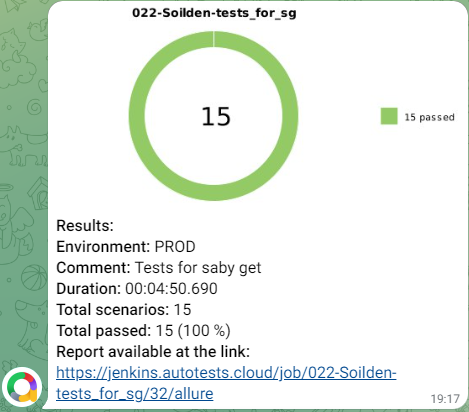 022-Soilden-tests_for_sg
15
15 passed
Results:
Environment: PROD
Comment: Tests for saby get
Duration: 00:04:50.690
Total scenarios: 15
Total passed: 15 (100 %)
Report available at the link:
https://jenkins.autotests.cloud/job/022-Soilden-
tests_for_sg/32/allure
19:17